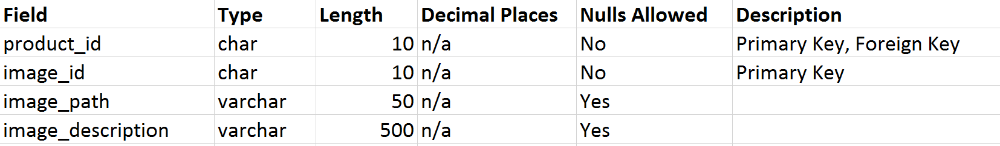 Field Type Length Decimal Places Nulls Allowed Description
product_id char 10 n/a No Primary Key, Foreign Key
image_id char 10 n/a No Primary Key
image_path varchar 50 n/a Yes
image_description varchar 500 n/a Yes